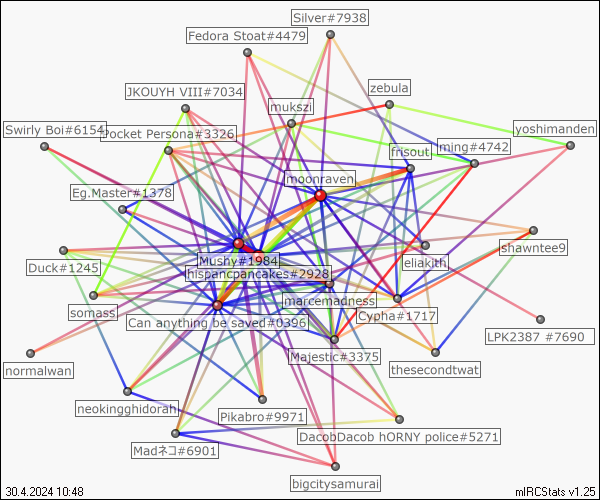 Silver#7938
Fedora Stoat#4479
zebula
JKOUYH VIII#7034
mukszi
Swirly Boi#6154
Pocket Persona#3326
yoshimanden
frisout
ming#4742
moonraven
Eg.Master#1378
shawntee9
Mushy#1984
eliakith
Duck#1245
hispancpancakes#2928
marcemadness
somass
Cypha#1717
Can anything be saved#0396
LPK2387 #7690
Majestic#3375
normalwan
thesecondtwat
neokingghidorah
Pikabro#9971
DacobDacob hORNY police#5271
Madネコ#6901
bigcitysamurai
30.4.2024 10:48
mIRCStats v1.25